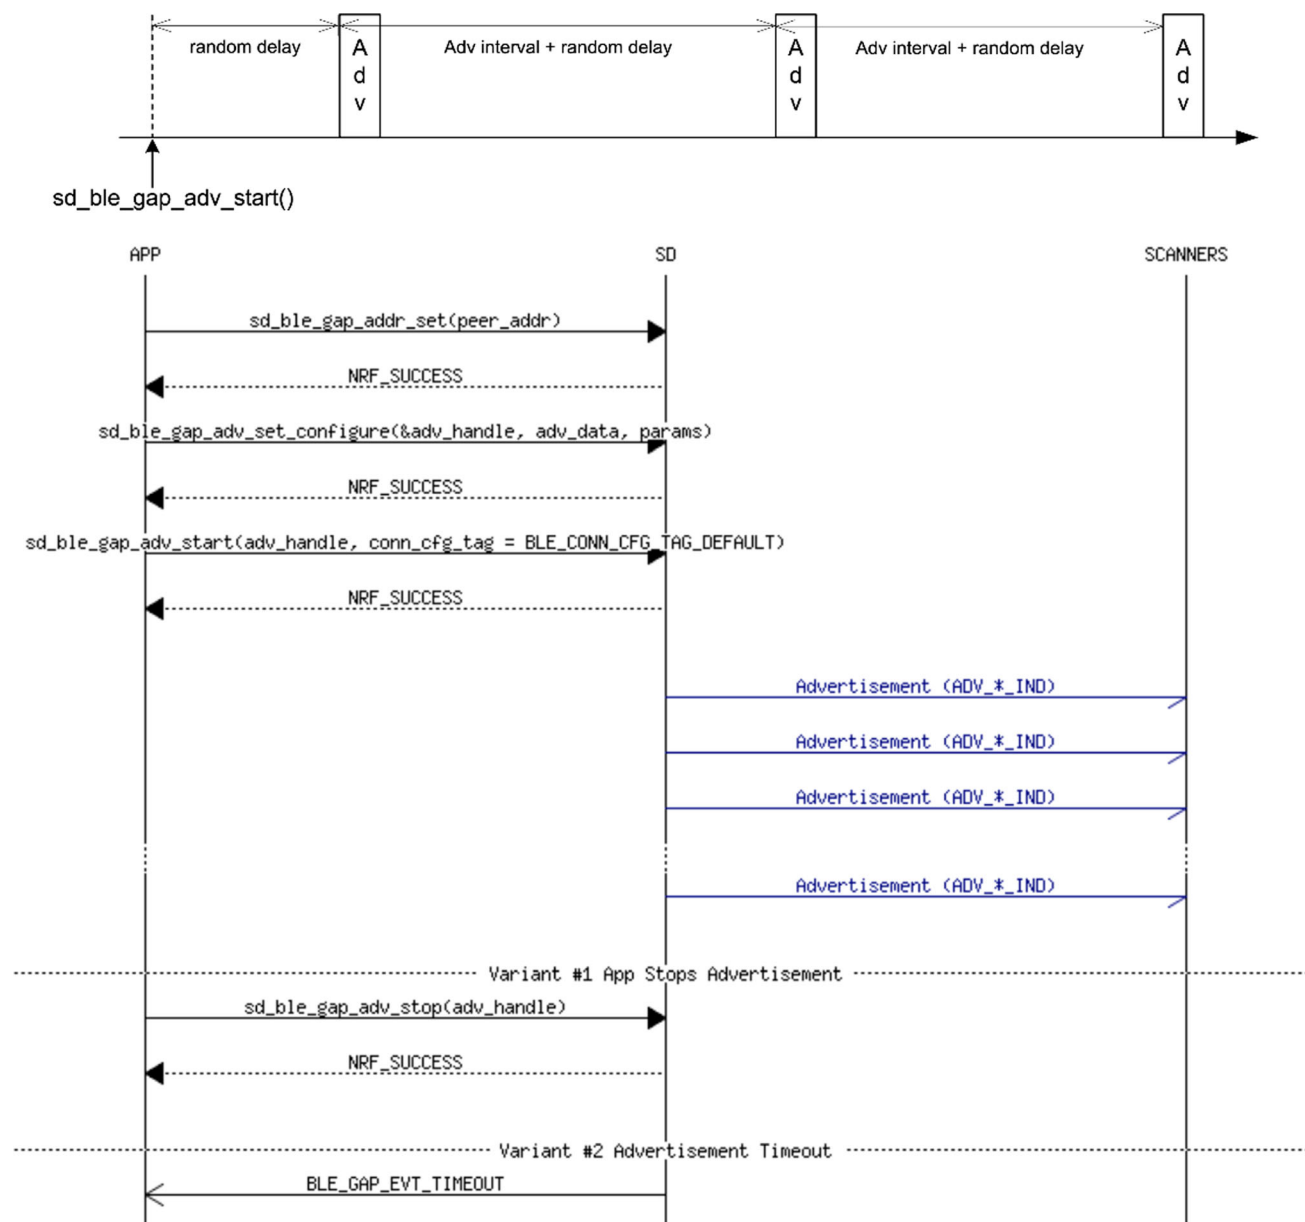 random delay
Adv interval + random delay
Adv interval + random delay
A
d
v
A
d
v
A
d
v
sd_ble_gap_adv_start()
APP SD SCANNERS
sd_ble_gap_addr_set(peer_addr)
NRF_SUCCESS
sd_ble_gap_adv_set_configure(&adv_handle, adv_data, params)
NRF_SUCCESS
sd_ble_gap_adv_start(adv_handle, conn_cfg_tag = BLE_CONN_CFG_TAG_DEFAULT)
NRF_SUCCESS
Advertisement (ADV_*_IND)
Advertisement (ADV_*_IND)
Advertisement (ADV_*_IND)
Advertisement (ADV_*_IND)
Variant #1 App Stops Advertisement
sd_ble_gap_adv_stop(adv_handle)
NRF_SUCCESS
Variant #2 Advertisement Timeout
BLE_GAP_EVT_TIMEOUT